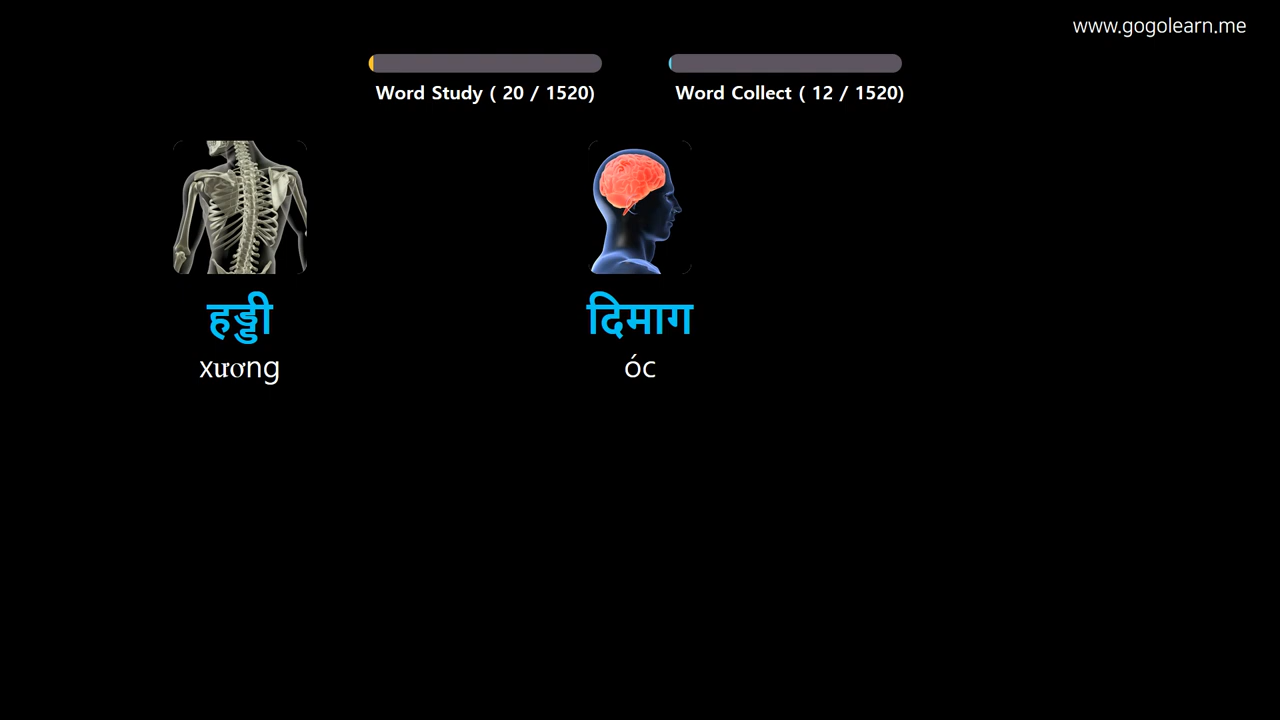 www.gogolearn.me
Word Study ( 20 / 1520)
Word Collect ( 12 / 1520)
हड्डी
दिमाग
xương
óc